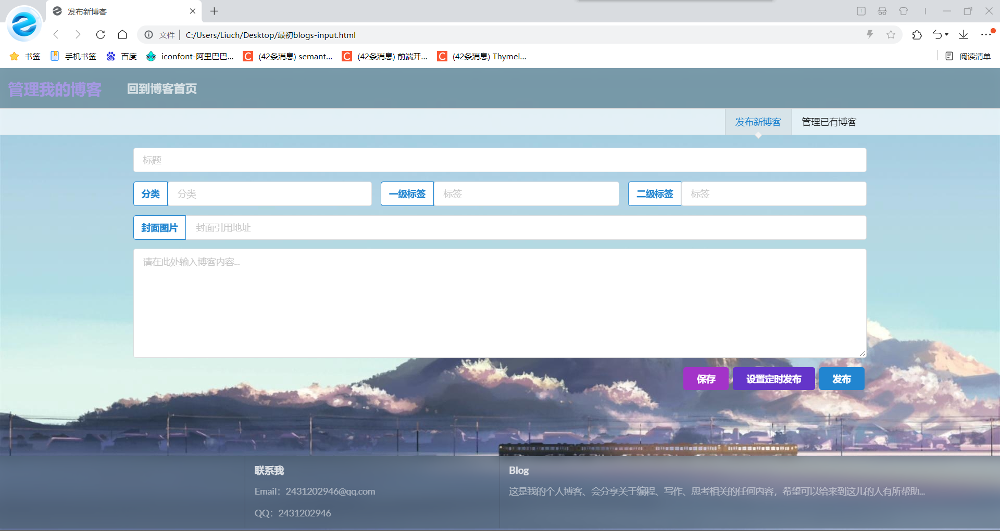 发布新博客
文件 C:/Users/Liuch/Desktop/最初blogs-input.html
书签 手机书签 百度 iconfont-阿里巴巴... (42条消息) semant... (42条消息) 前端开... (42条消息) Thymel... 阅读清单
管理我的博客 回到博客首页
发布新博客 管理已有博客
标题
分类 分类 一级标签 标签 二级标签 标签
封面图片 封面引用地址
请在此处输入博客内容...
保存 设置定时发布 发布
联系我 Blog
Email：2431202946@qq.com 这是我的个人博客、会分享关于编程、写作、思考相关的任何内容，希望可以给来到这儿的人有所帮助...
QQ：2431202946